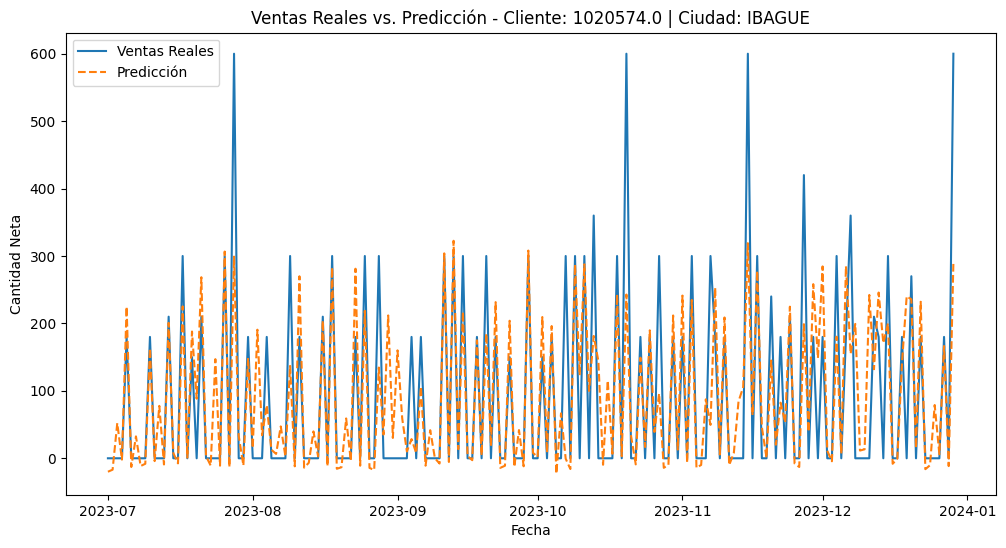 Ventas Reales vs. Predicción - Cliente: 1020574.0 | Ciudad: IBAGUE
Ventas Reales
Predicción
Cantidad Neta
600
500
400
300
200
100
0
2023-07
2023-08
2023-09
2023-10
2023-11
2023-12
2024-01
Fecha